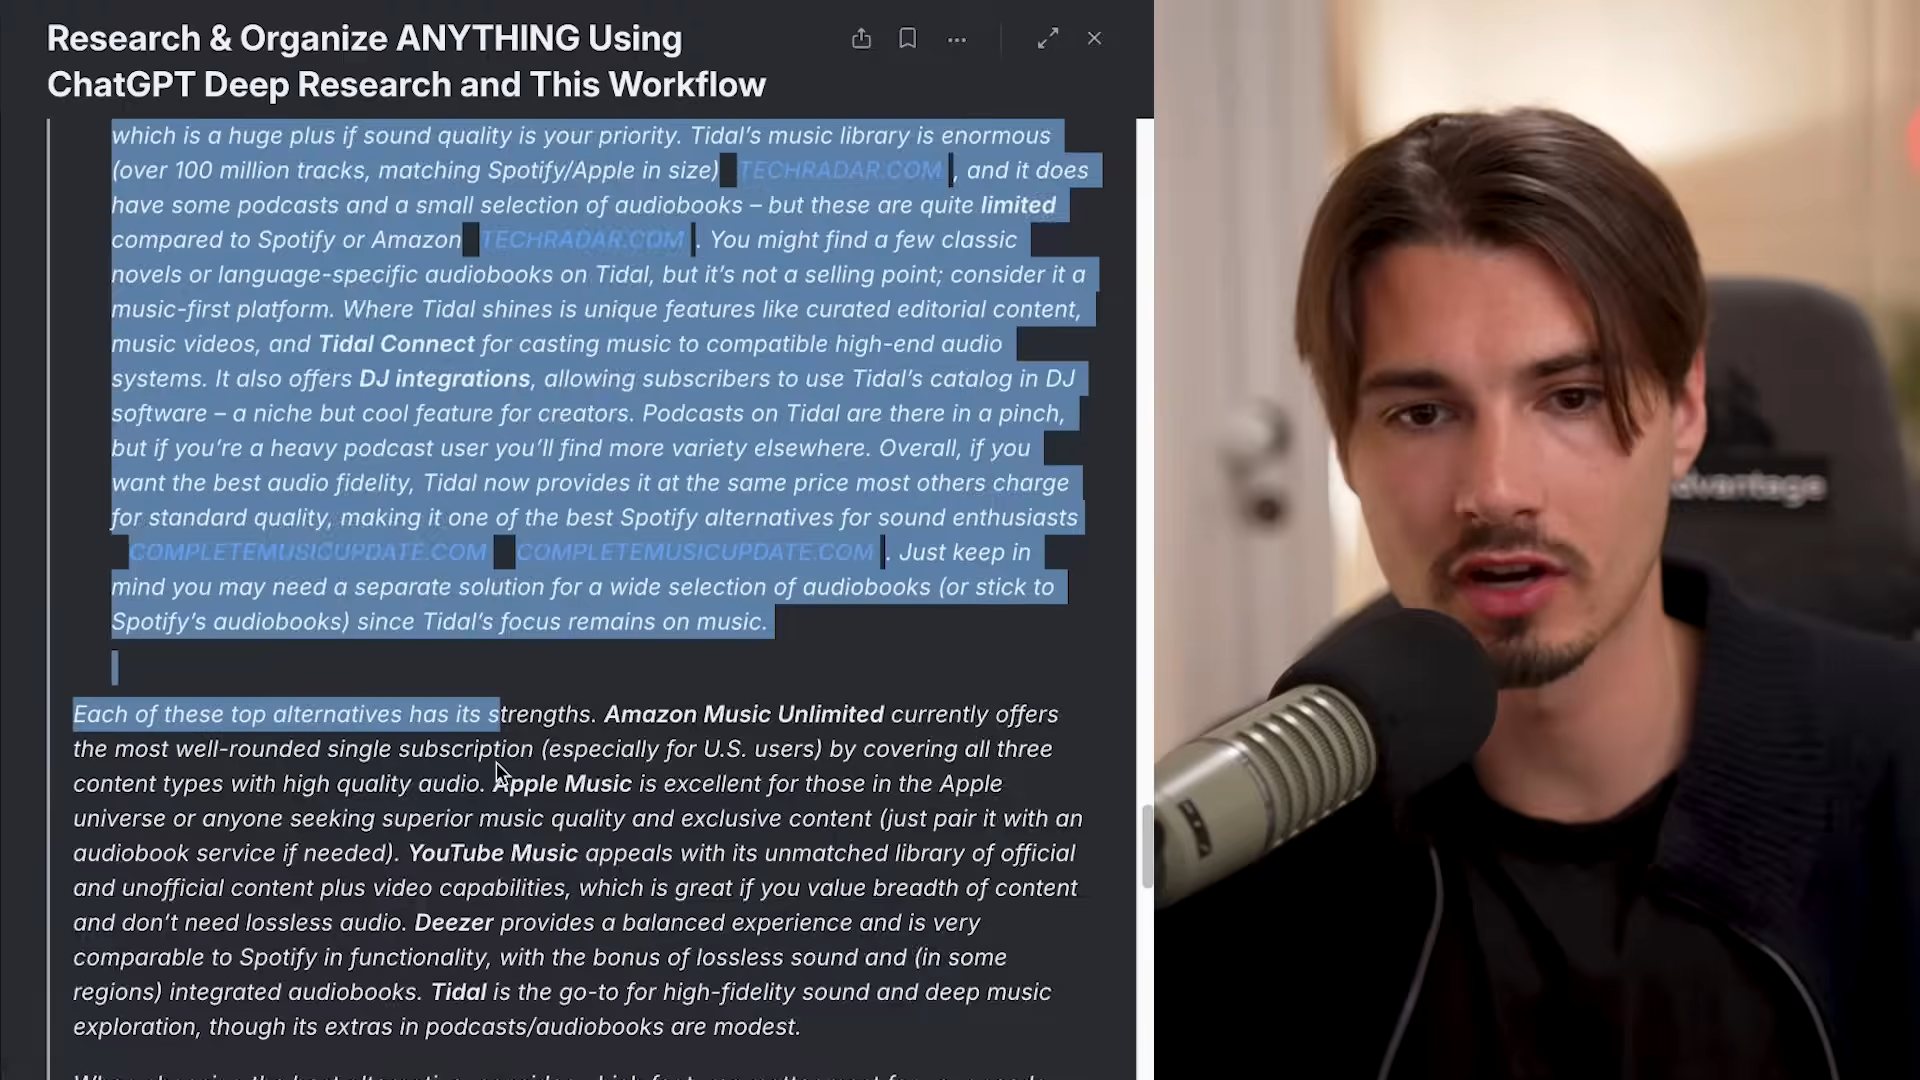 Research & Organize ANYTHING Using
ChatGPT Deep Research and This Workflow
which is a huge plus if sound quality is your priority. Tidal’s music library is enormous
(over 100 million tracks, matching Spotify/Apple in size) TECHRADAR.COM , and it does
have some podcasts and a small selection of audiobooks – but these are quite limited
compared to Spotify or Amazon TECHRADAR.COM . You might find a few classic
novels or language-specific audiobooks on Tidal, but it’s not a selling point; consider it a
music-first platform. Where Tidal shines is unique features like curated editorial content,
music videos, and Tidal Connect for casting music to compatible high-end audio
systems. It also offers DJ integrations, allowing subscribers to use Tidal’s catalog in DJ
software – a niche but cool feature for creators. Podcasts on Tidal are there in a pinch,
but if you’re a heavy podcast user you’ll find more variety elsewhere. Overall, if you
want the best audio fidelity, Tidal now provides it at the same price most others charge
for standard quality, making it one of the best Spotify alternatives for sound enthusiasts
COMPLETEMUSICUPDATE.COM COMPLETEMUSICUPDATE.COM . Just keep in
mind you may need a separate solution for a wide selection of audiobooks (or stick to
Spotify’s audiobooks) since Tidal’s focus remains on music.
Each of these top alternatives has its strengths. Amazon Music Unlimited currently offers
the most well-rounded single subscription (especially for U.S. users) by covering all three
content types with high quality audio. Apple Music is excellent for those in the Apple
universe or anyone seeking superior music quality and exclusive content (just pair it with an
audiobook service if needed). YouTube Music appeals with its unmatched library of official
and unofficial content plus video capabilities, which is great if you value breadth of content
and don’t need lossless audio. Deezer provides a balanced experience and is very
comparable to Spotify in functionality, with the bonus of lossless sound and (in some
regions) integrated audiobooks. Tidal is the go-to for high-fidelity sound and deep music
exploration, though its extras in podcasts/audiobooks are modest.